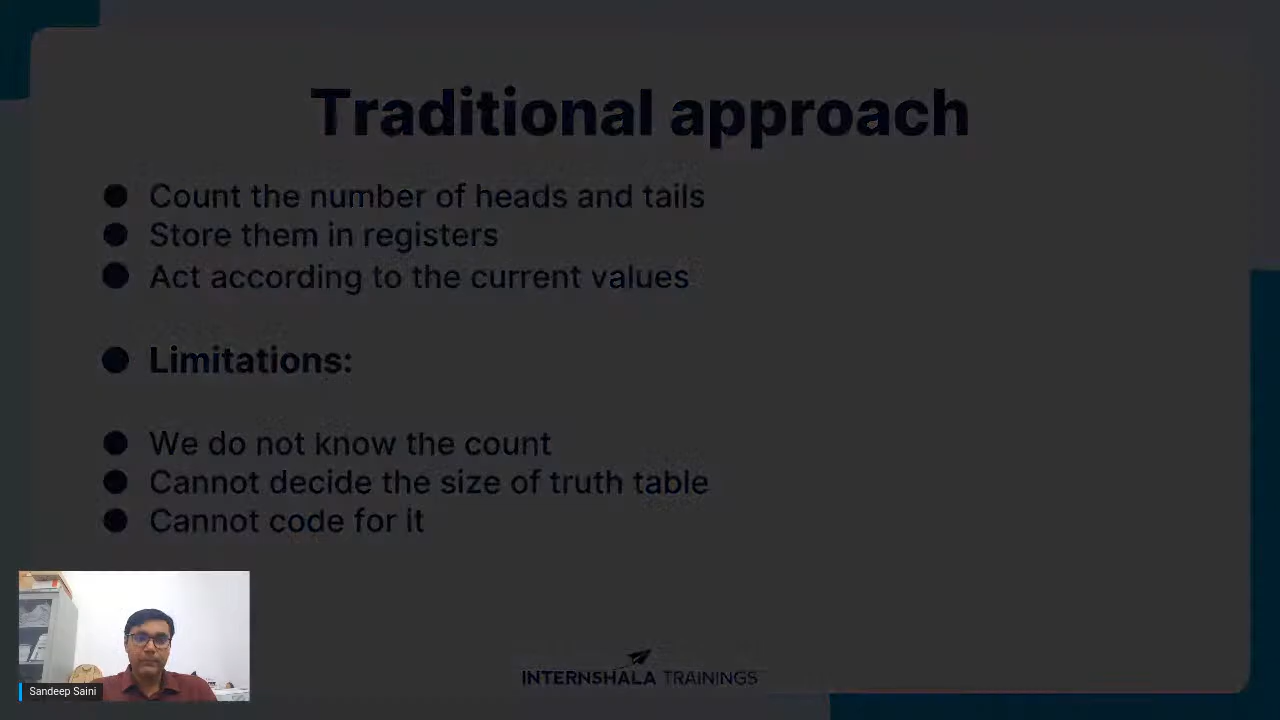 Traditional approach
● Count the number of heads and tails
● Store them in registers
● Act according to the current values
● Limitations:
● We do not know the count
● Cannot decide the size of truth table
● Cannot code for it
INTERNSHALA TRAININGS
Sandeep Saini